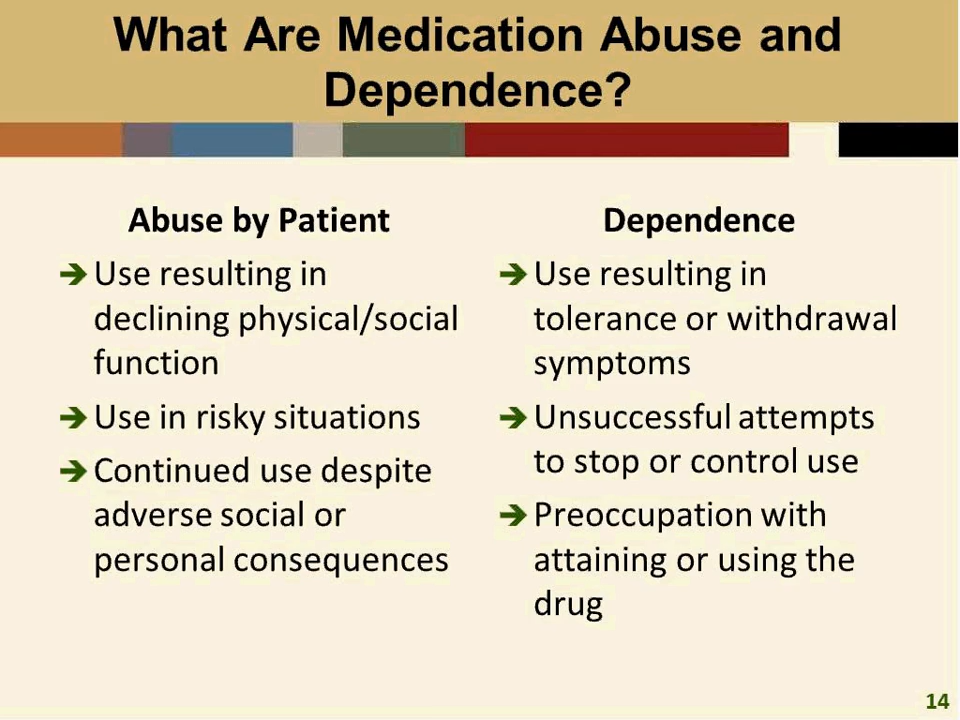 What Are Medication Abuse and
Dependence?
Abuse by Patient
Use resulting in
declining physical/social
function
Use in risky situations
Continued use despite
adverse social or
personal consequences
Dependence
Use resulting in
tolerance or withdrawal
symptoms
Unsuccessful attempts
to stop or control use
Preoccupation with
attaining or using the
drug
14